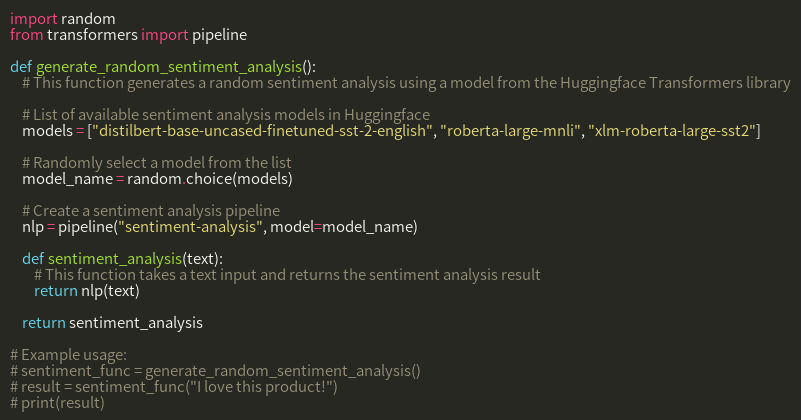 import random
from transformers import pipeline

def generate_random_sentiment_analysis():
    # This function generates a random sentiment analysis using a model from the Huggingface Transformers library

    # List of available sentiment analysis models in Huggingface
    models = ["distilbert-base-uncased-finetuned-sst-2-english", "roberta-large-mnli", "xlm-roberta-large-sst2"]

    # Randomly select a model from the list
    model_name = random.choice(models)

    # Create a sentiment analysis pipeline
    nlp = pipeline("sentiment-analysis", model=model_name)

    def sentiment_analysis(text):
        # This function takes a text input and returns the sentiment analysis result
        return nlp(text)

    return sentiment_analysis

# Example usage:
# sentiment_func = generate_random_sentiment_analysis()
# result = sentiment_func("I love this product!")
# print(result)